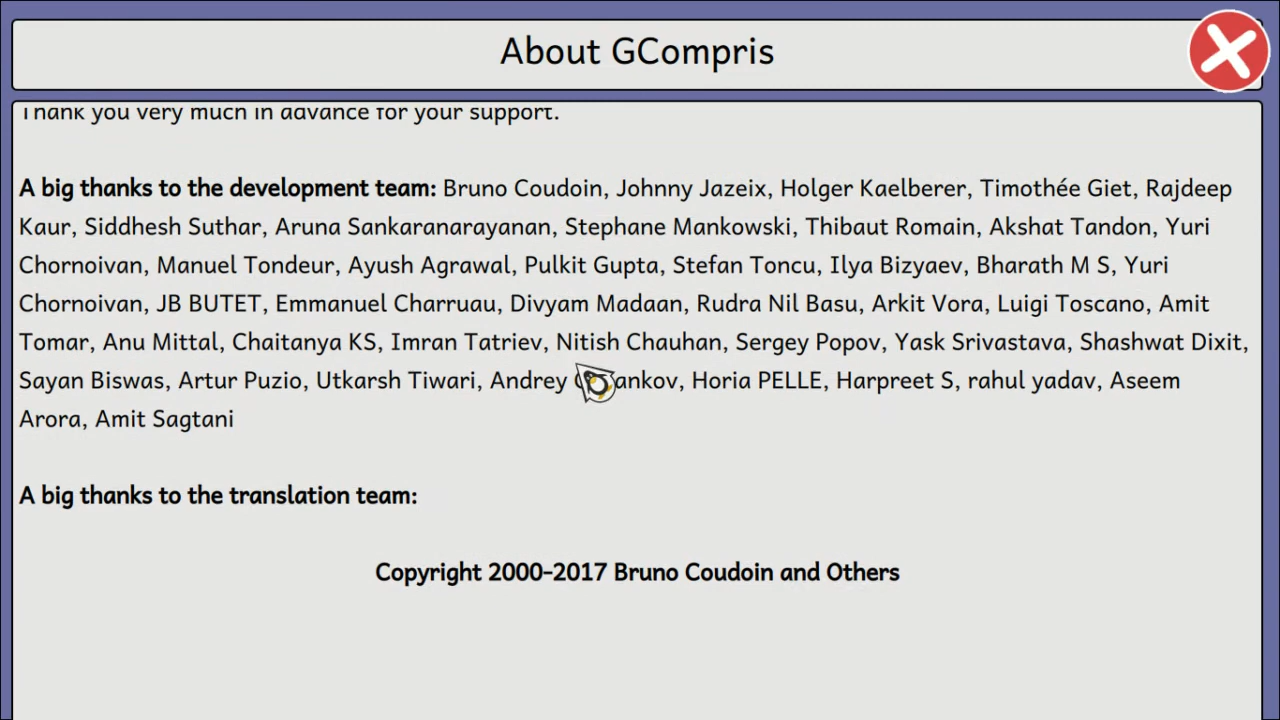 About GCompris
Thank you very much in advance for your support.
A big thanks to the development team: Bruno Coudoin, Johnny Jazeix, Holger Kaelberer, Timothée Giet, Rajdeep
Kaur, Siddhesh Suthar, Aruna Sankaranarayanan, Stephane Mankowski, Thibaut Romain, Akshat Tandon, Yuri
Chornoivan, Manuel Tondeur, Ayush Agrawal, Pulkit Gupta, Stefan Toncu, Ilya Bizyaev, Bharath M S, Yuri
Chornoivan, JB BUTET, Emmanuel Charruau, Divyam Madaan, Rudra Nil Basu, Arkit Vora, Luigi Toscano, Amit
Tomar, Anu Mittal, Chaitanya KS, Imran Tatriev, Nitish Chauhan, Sergey Popov, Yask Srivastava, Shashwat Dixit,
Sayan Biswas, Artur Puzio, Utkarsh Tiwari, Andrey Horia PELLE, Harpreet S, rahul yadav, Aseem
Arora, Amit Sagtani
A big thanks to the translation team:
Copyright 2000-2017 Bruno Coudoin and Others